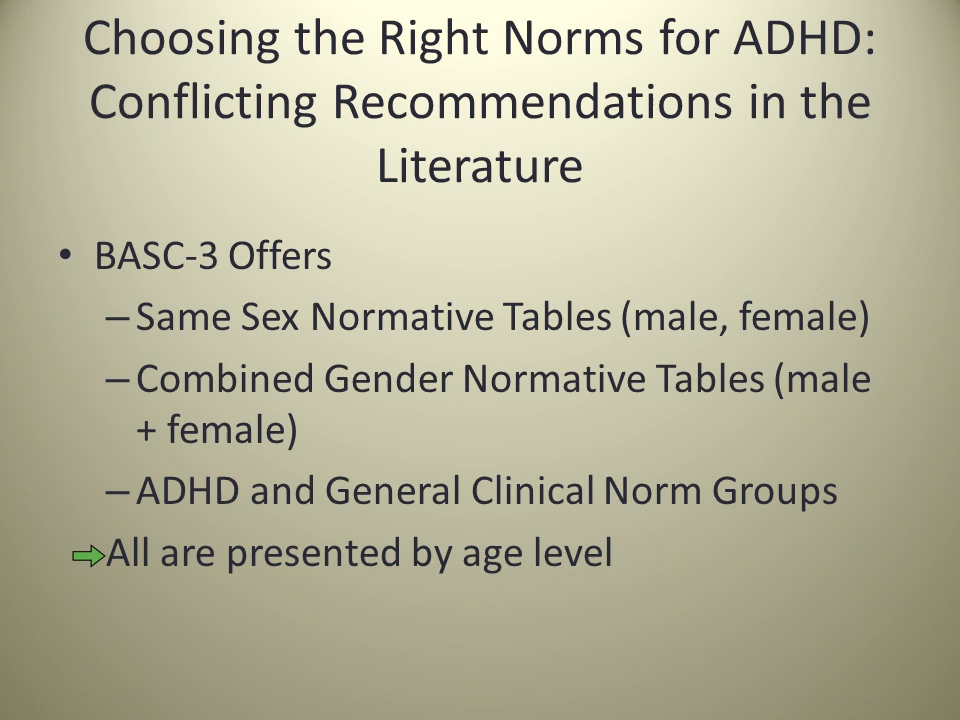 Choosing the Right Norms for ADHD:
Conflicting Recommendations in the
Literature
• BASC-3 Offers
– Same Sex Normative Tables (male, female)
– Combined Gender Normative Tables (male
+ female)
– ADHD and General Clinical Norm Groups
All are presented by age level